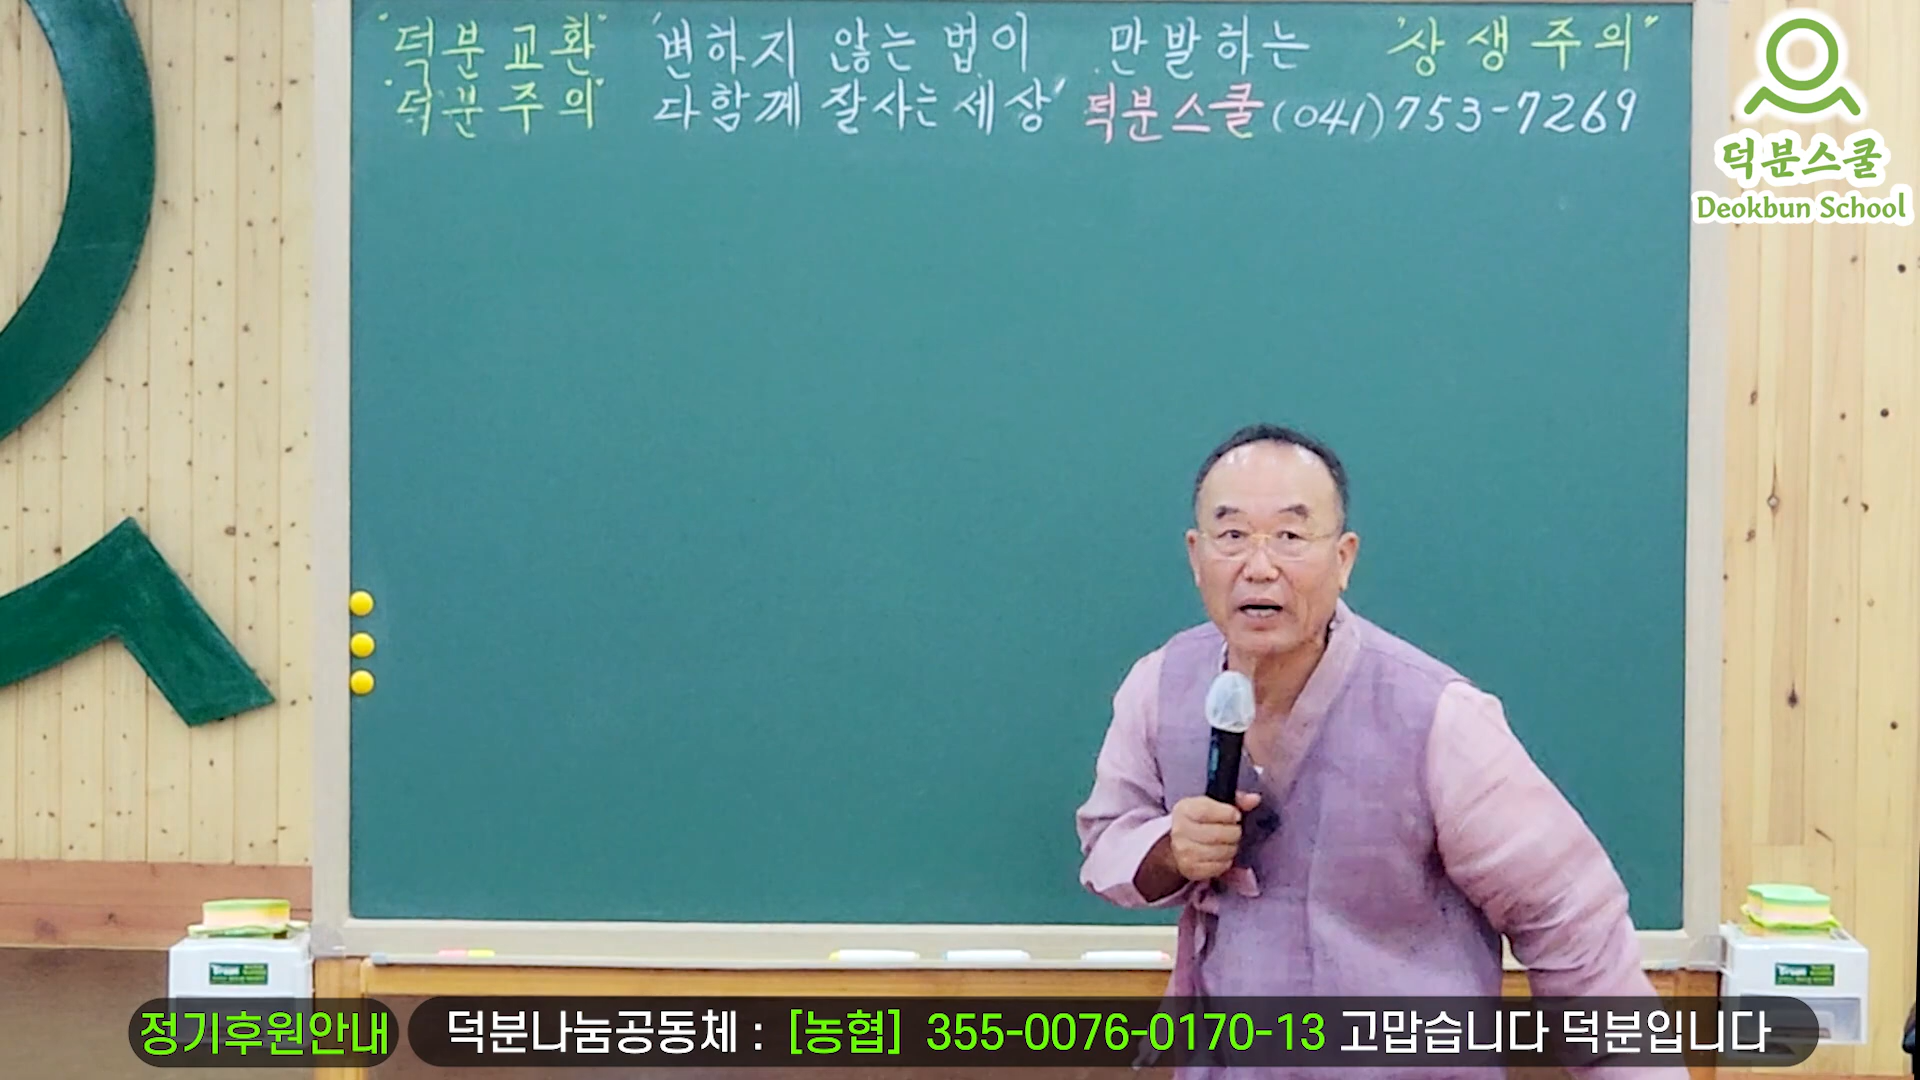 "덕분교환" '변하지 않는 법이 만발하는 '상생주의"
"덕분주의" 다함께 잘사는 세상' 덕분스쿨 (041) 753-7269
덕분스쿨
Deokbun School
정기후원안내 덕분나눔공동체 : [농협] 355-0076-0170-13 고맙습니다 덕분입니다